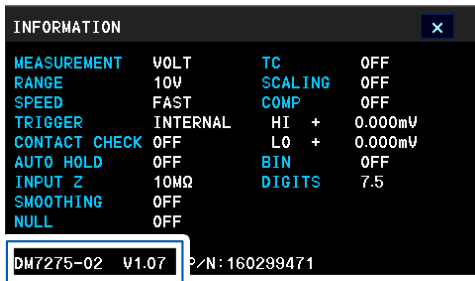 INFORMATION ×
MEASUREMENT VOLT TC OFF
RANGE 10V SCALING OFF
SPEED FAST COMP OFF
TRIGGER INTERNAL HI + 0.000mV
CONTACT CHECK OFF LO + 0.000mV
AUTO HOLD OFF BIN OFF
INPUT Z 10MΩ DIGITS 7.5
SMOOTHING OFF
NULL OFF
DM7275-02 V1.07 P/N:160299471